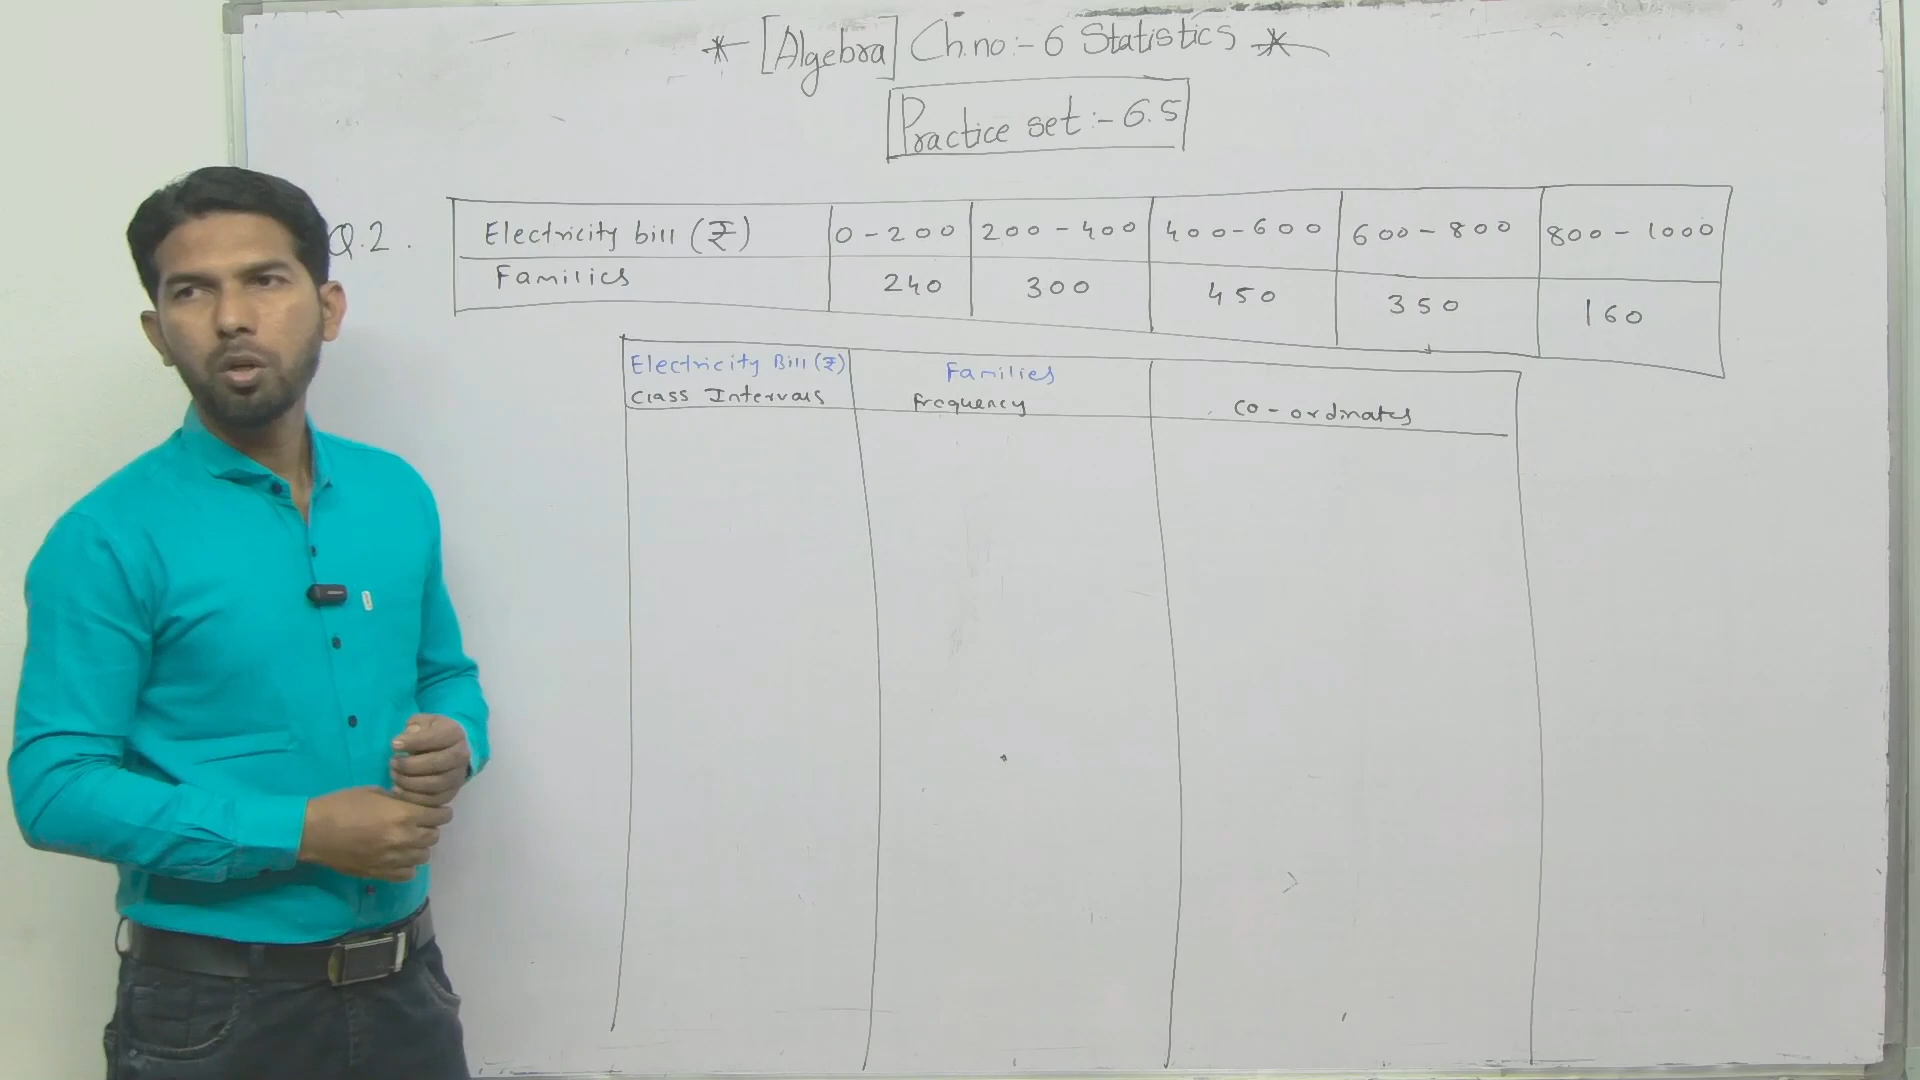 * [Algebra] Ch.no:- 6 Statistics *
Practice set:- 6.5
Q.2.
Electricity bill (₹) 0-200 200-400 400-600 600-800 800-1000
Families 240 300 450 350 160
Electricity Bill (₹) Families
Class Intervals frequency Co-ordinates